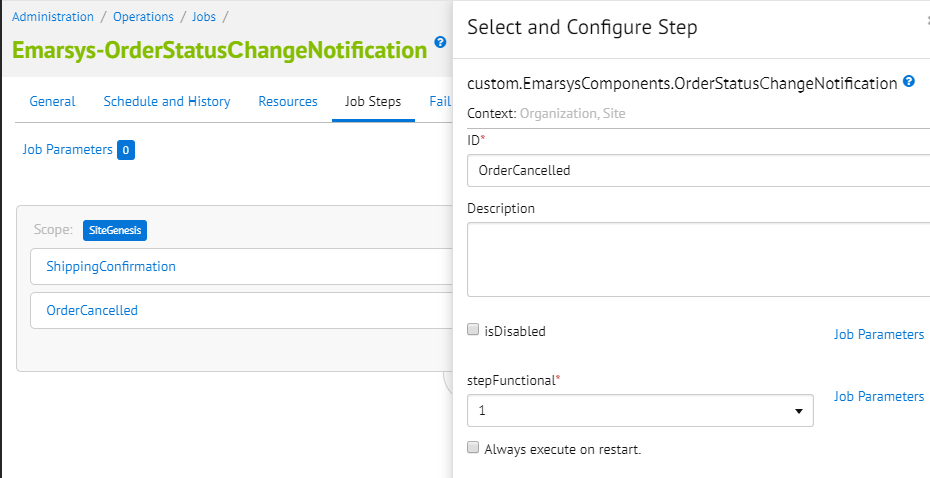 Administration / Operations / Jobs /
Emarsys-OrderStatusChangeNotification ?
General Schedule and History Resources Job Steps Fail
Job Parameters 0
Scope: SiteGenesis
ShippingConfirmation
OrderCancelled
Select and Configure Step
custom.EmarsysComponents.OrderStatusChangeNotification ?
Context: Organization, Site
ID*
OrderCancelled
Description
isDisabled Job Parameters
stepFunctional*
1 Job Parameters
Always execute on restart.